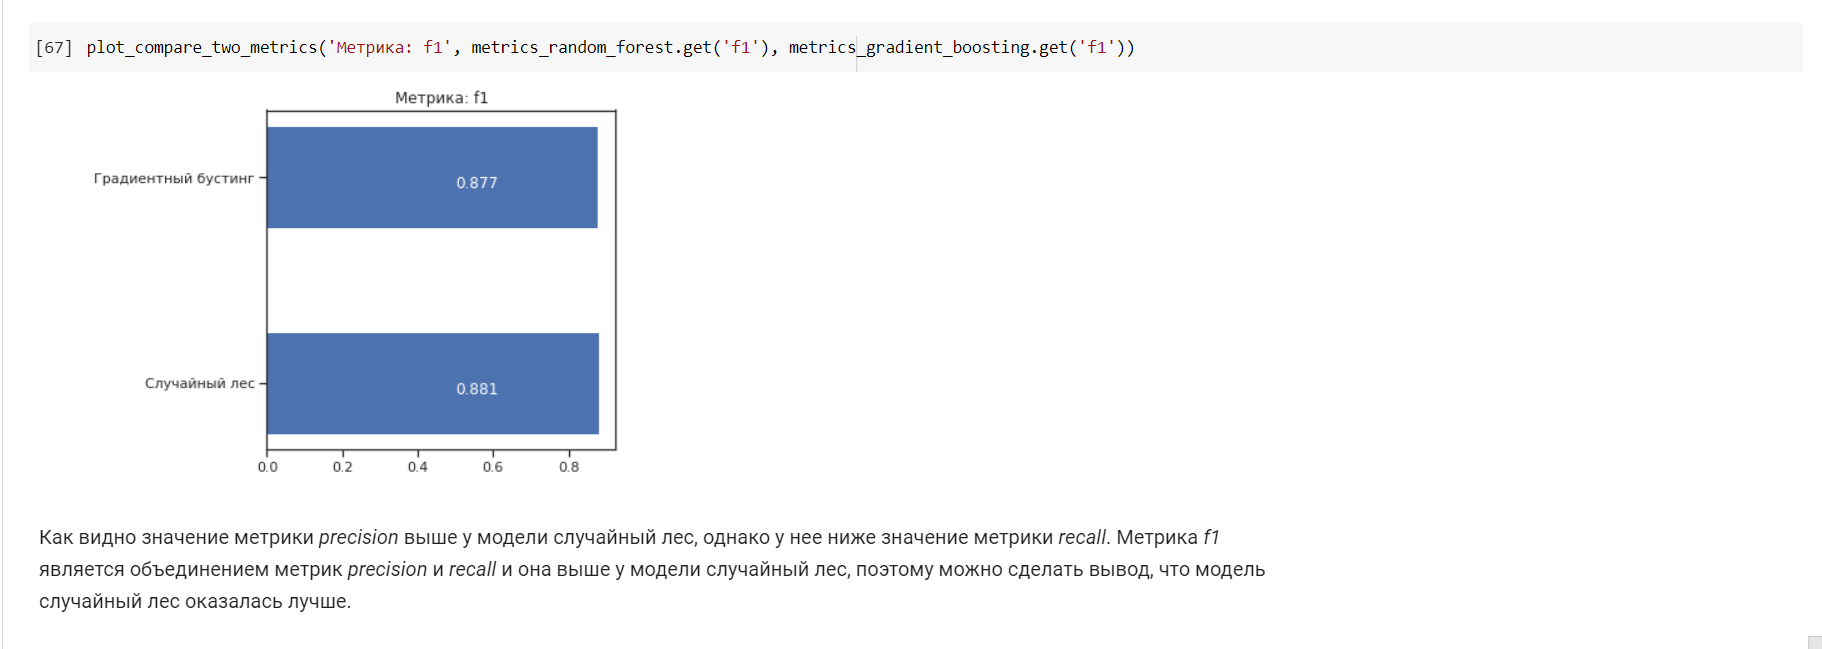 [67] plot_compare_two_metrics('Метрика: f1', metrics_random_forest.get('f1'), metrics_gradient_boosting.get('f1'))
Метрика: f1
Градиентный бустинг
0.877
Случайный лес
0.881
0.0 0.2 0.4 0.6 0.8
Как видно значение метрики precision выше у модели случайный лес, однако у нее ниже значение метрики recall. Метрика f1
является объединением метрик precision и recall и она выше у модели случайный лес, поэтому можно сделать вывод, что модель
случайный лес оказалась лучше.